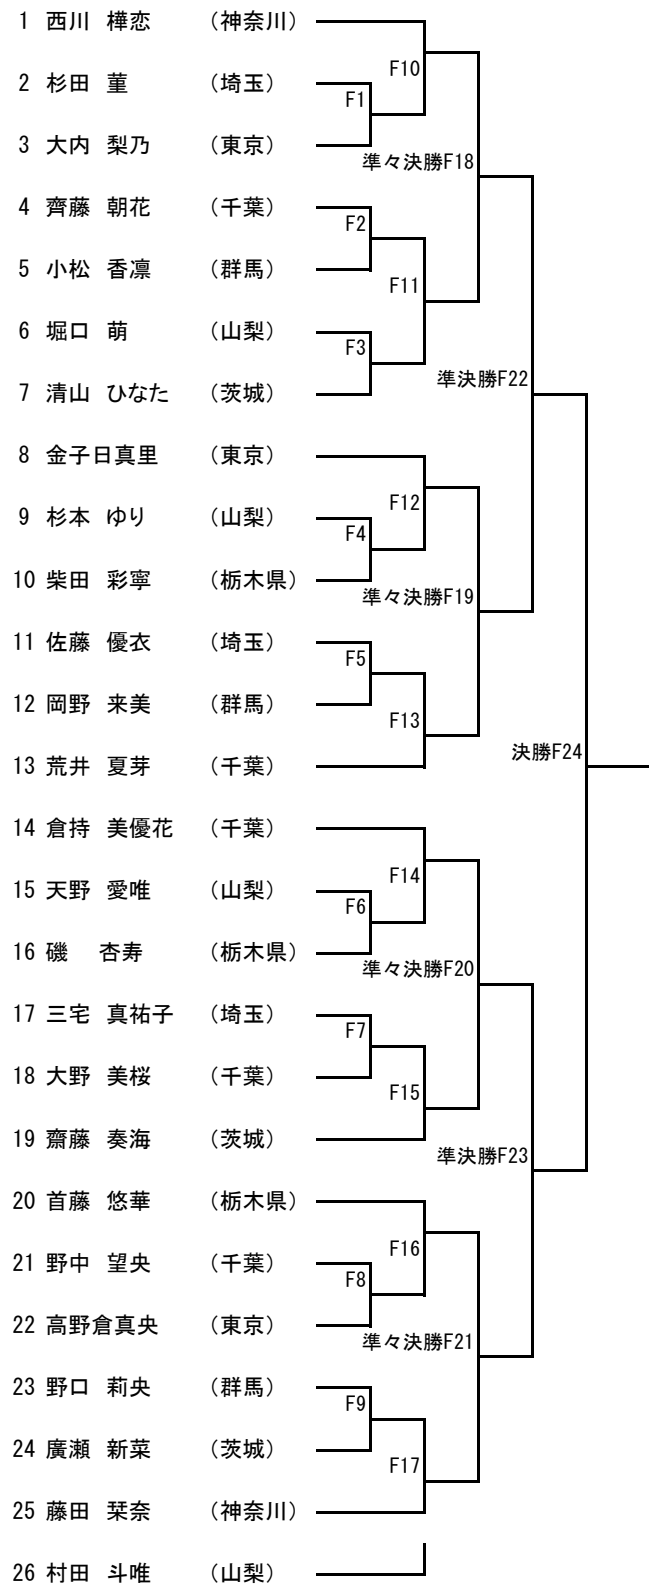 1 西川 樺恋 (神奈川)
F10
2 杉田 菫 (埼玉)
F1
3 大内 梨乃 (東京)
準々決勝F18
4 齊藤 朝花 (千葉)
F2
5 小松 香凛 (群馬)
F11
6 堀口 萌 (山梨)
F3
7 清山 ひなた (茨城)
準決勝F22
8 金子日真里 (東京)
F12
9 杉本 ゆり (山梨)
F4
10 柴田 彩寧 (栃木県)
準々決勝F19
11 佐藤 優衣 (埼玉)
F5
12 岡野 来美 (群馬)
F13
決勝F24
13 荒井 夏芽 (千葉)
14 倉持 美優花 (千葉)
F14
15 天野 愛唯 (山梨)
F6
16 磯 杏寿 (栃木県)
準々決勝F20
17 三宅 真祐子 (埼玉)
F7
18 大野 美桜 (千葉)
F15
19 齋藤 奏海 (茨城)
準決勝F23
20 首藤 悠華 (栃木県)
F16
21 野中 望央 (千葉)
F8
22 高野倉真央 (東京)
準々決勝F21
23 野口 莉央 (群馬)
F9
24 廣瀬 新菜 (茨城)
F17
25 藤田 栞奈 (神奈川)
26 村田 斗唯 (山梨)